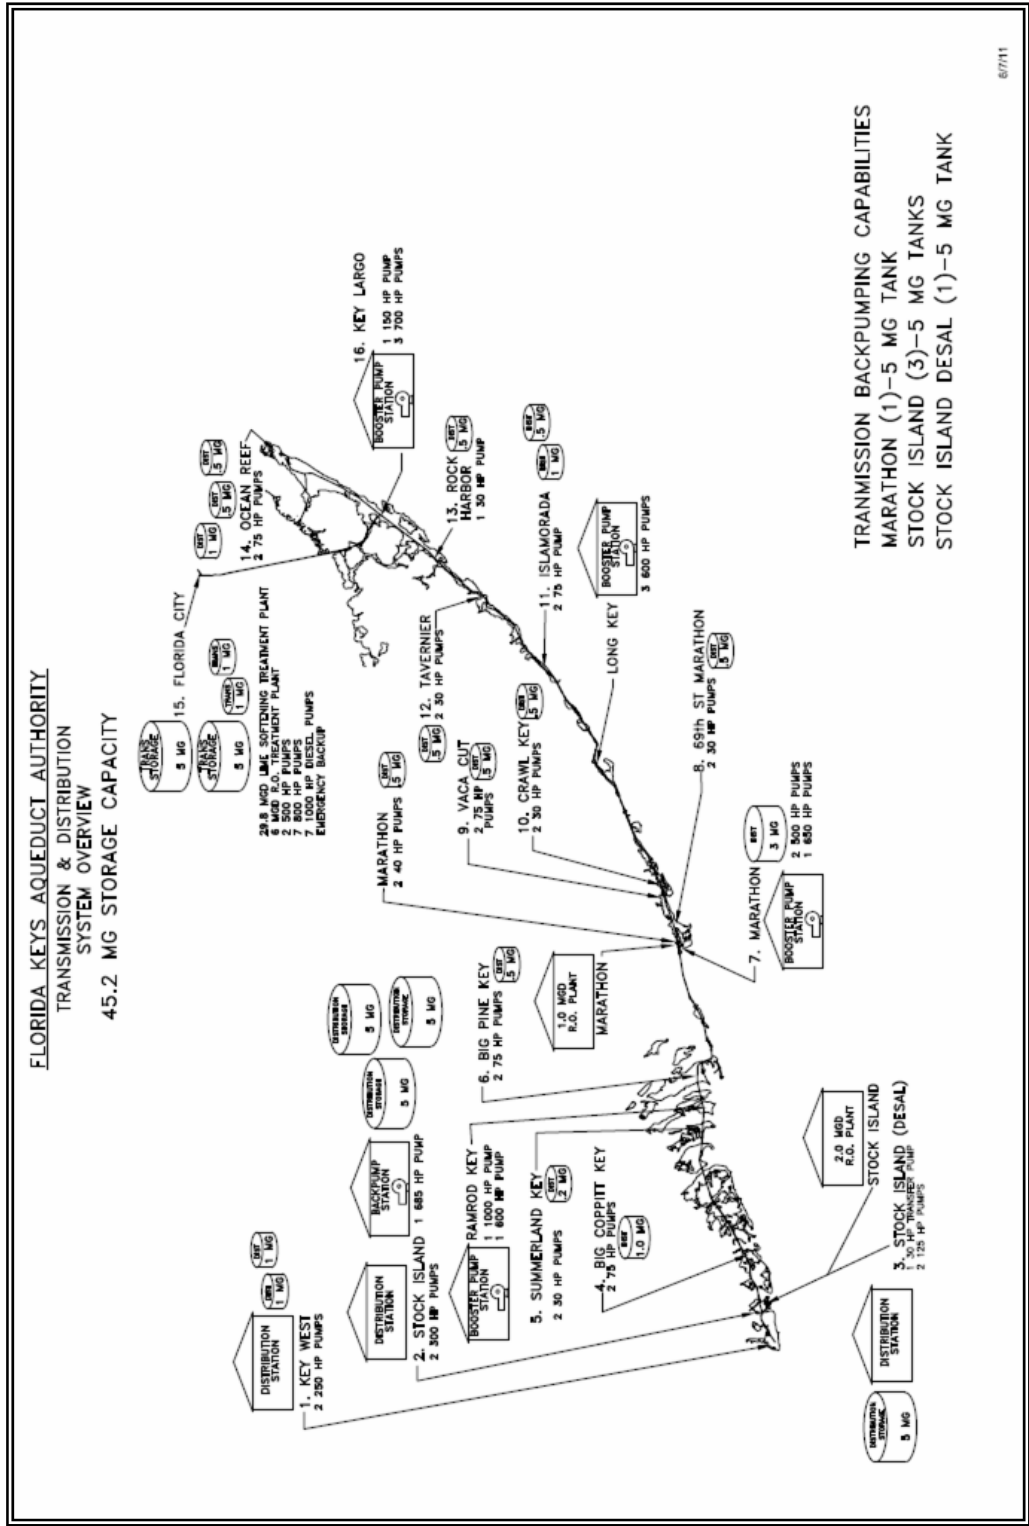 FLORIDA KEYS AQUEDUCT AUTHORITY
TRANSMISSION & DISTRIBUTION
SYSTEM OVERVIEW
45.2 MG STORAGE CAPACITY
DISTRIBUTION
STATION
DIST
1 MG
1 MG
1. KEY WEST
2 250 HP PUMPS
DISTRIBUTION
STATION
BACKPUMP
STATION
DISTRIBUTION
STORAGE
5 MG
DISTRIBUTION
STORAGE
5 MG
DISTRIBUTION
STORAGE
5 MG
2. STOCK ISLAND 1 685 HP PUMP
2 300 HP PUMPS
BOOSTER PUMP
STATION
RAMROD KEY
1 1000 HP PUMP
1 600 HP PUMP
5. SUMMERLAND KEY
2 30 HP PUMPS
DIST
.2 MG
4. BIG COPPITT KEY
2 75 HP PUMPS
DIST
1.0 MG
6. BIG PINE KEY
2 75 HP PUMPS
DIST
.5 MG
1.0 MGD
R.O. PLANT
MARATHON
TRANS
STORAGE
5 MG
TRANS
STORAGE
5 MG
15. FLORIDA CITY
TRANS
1 MG
TRANS
1 MG
29.8 MGD LIME SOFTENING TREATMENT PLANT
6 MGD R.O. TREATMENT PLANT
2 500 HP PUMPS
7 800 HP PUMPS
7 1000 HP DIESEL PUMPS
EMERGENCY BACKUP
DIST
1 MG
DIST
.5 MG
DIST
.5 MG
14. OCEAN REEF
2 75 HP PUMPS
MARATHON
2 40 HP PUMPS
DIST
.5 MG
12. TAVERNIER
2 30 HP PUMPS
DIST
.5 MG
9. VACA CUT
2 75 HP
PUMPS
DIST
.5 MG
10. CRAWL KEY
2 30 HP PUMPS
DIST
.5 MG
16. KEY LARGO
BOOSTER PUMP
STATION
1 150 HP PUMP
3 700 HP PUMPS
13. ROCK
HARBOR
1 30 HP PUMP
DIST
.5 MG
11. ISLAMORADA
2 75 HP PUMP
1 MG
DIST
.5 MG
LONG KEY
BOOSTER PUMP
STATION
3 600 HP PUMPS
8. 69th ST MARATHON
2 30 HP PUMPS
DIST
.5 MG
7. MARATHON
BOOSTER PUMP
STATION
DIST
3 MG
2 500 HP PUMPS
1 650 HP PUMPS
2.0 MGD
R.O. PLANT
STOCK ISLAND
3. STOCK ISLAND (DESAL)
1 30 HP TRANSFER PUMP
2 125 HP PUMPS
DISTRIBUTION
STATION
DISTRIBUTION
STORAGE
5 MG
TRANMISSION BACKPUMPING CAPABILITIES
MARATHON (1)-5 MG TANK
STOCK ISLAND (3)-5 MG TANKS
STOCK ISLAND DESAL (1)-5 MG TANK
6/7/11